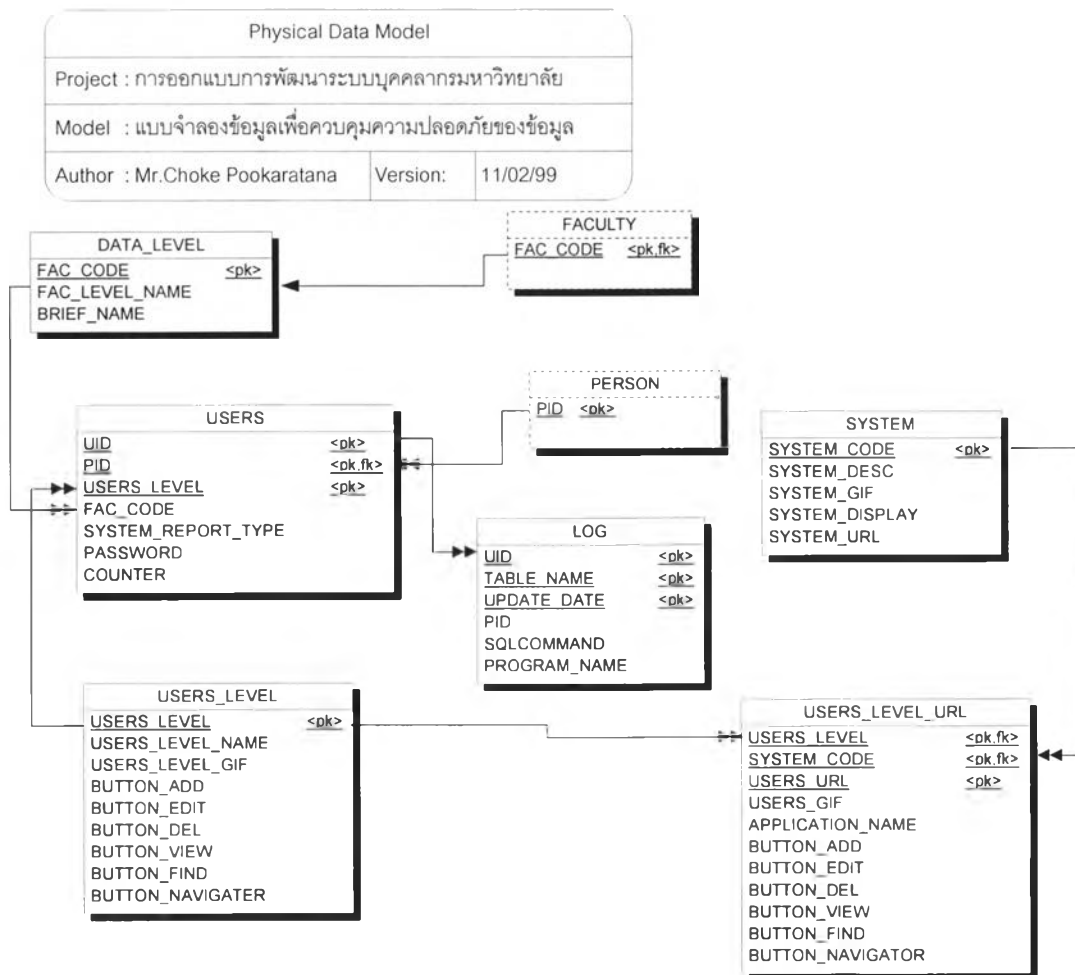 Physical Data Model
Project : การออกแบบการพัฒนาระบบบุคคลากรมหาวิทยาลัย
Model : แบบจำลองข้อมูลเพื่อควบคุมความปลอดภัยของข้อมูล
Author : Mr.Choke Pookaratana Version: 11/02/99
FACULTY
FAC_CODE <pk,fk>
DATA_LEVEL
FAC_CODE <pk>
FAC_LEVEL_NAME
BRIEF_NAME
PERSON
PID <pk>
USERS
UID <pk>
PID <pk,fk>
USERS_LEVEL <pk>
FAC_CODE
SYSTEM_REPORT_TYPE
PASSWORD
COUNTER
SYSTEM
SYSTEM_CODE <pk>
SYSTEM_DESC
SYSTEM_GIF
SYSTEM_DISPLAY
SYSTEM_URL
LOG
UID <pk>
TABLE_NAME <pk>
UPDATE_DATE <pk>
PID
SQLCOMMAND
PROGRAM_NAME
USERS_LEVEL
USERS_LEVEL <pk>
USERS_LEVEL_NAME
USERS_LEVEL_GIF
BUTTON_ADD
BUTTON_EDIT
BUTTON_DEL
BUTTON_VIEW
BUTTON_FIND
BUTTON_NAVIGATER
USERS_LEVEL_URL
USERS_LEVEL <pk,fk>
SYSTEM_CODE <pk,fk>
USERS_URL <pk>
USERS_GIF
APPLICATION_NAME
BUTTON_ADD
BUTTON_EDIT
BUTTON_DEL
BUTTON_VIEW
BUTTON_FIND
BUTTON_NAVIGATOR